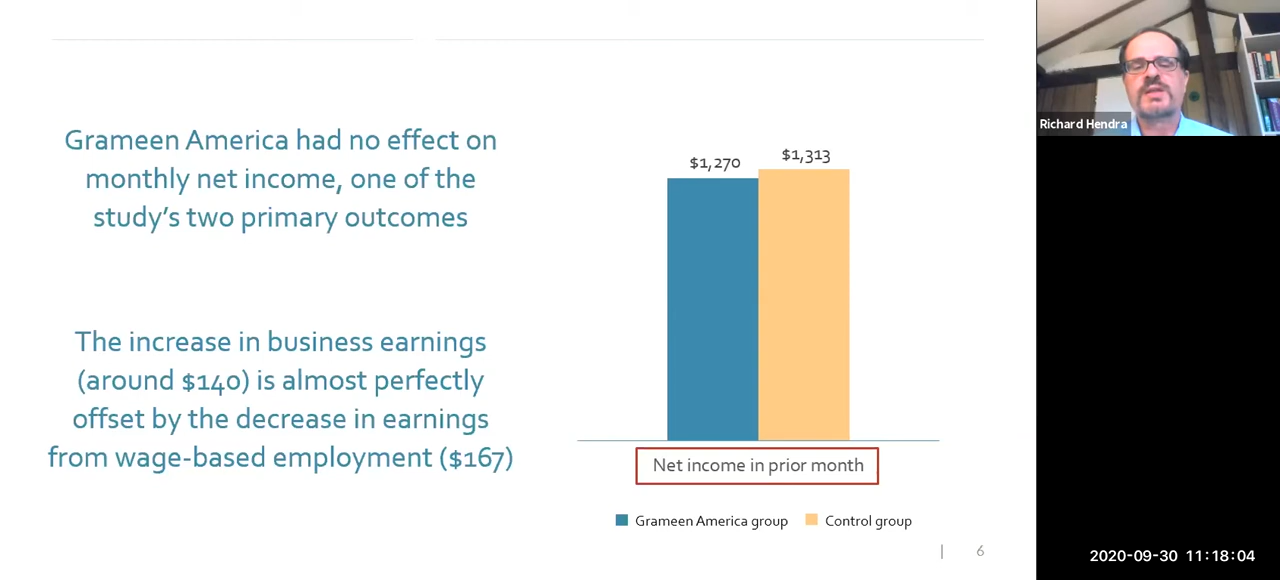 Grameen America had no effect on
monthly net income, one of the
study's two primary outcomes
The increase in business earnings
(around $140) is almost perfectly
offset by the decrease in earnings
from wage-based employment ($167)
$1,270
$1,313
Net income in prior month
Grameen America group
Control group
| 6
Richard Hendra
2020-09-30 11:18:04